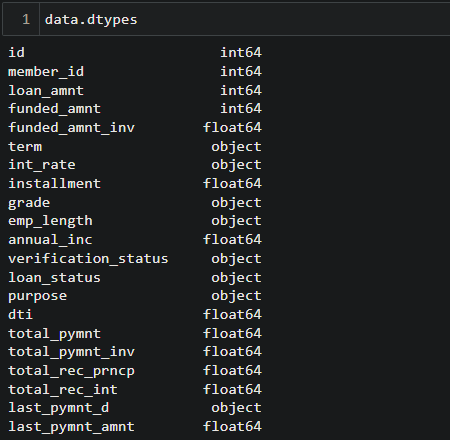 1 data.dtypes
id int64
member_id int64
loan_amnt int64
funded_amnt int64
funded_amnt_inv float64
term object
int_rate object
installment float64
grade object
emp_length object
annual_inc float64
verification_status object
loan_status object
purpose object
dti float64
total_pymnt float64
total_pymnt_inv float64
total_rec_prncp float64
total_rec_int float64
last_pymnt_d object
last_pymnt_amnt float64